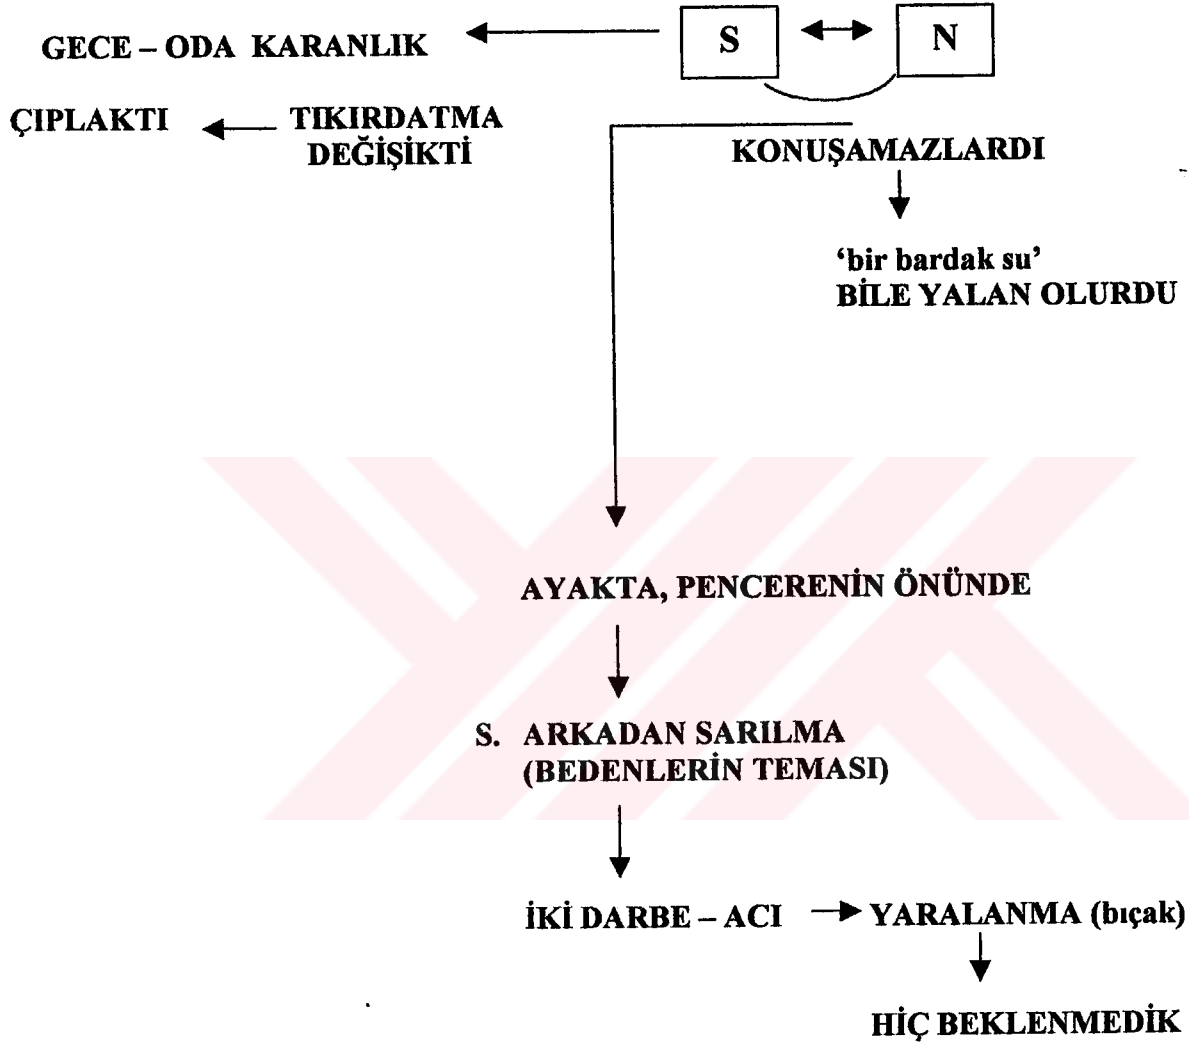 GECE – ODA KARANLIK
S
N
ÇIPLAKTI
TIKIRDATMA
DEĞİŞİKTİ
KONUŞAMAZLARDI
‘bir bardak su’
BİLE YALAN OLURDU
AYAKTA, PENCERENİN ÖNÜNDE
S. ARKADAN SARILMA
(BEDENLERİN TEMASI)
İKİ DARBE – ACI
YARALANMA (bıçak)
HİÇ BEKLENMEDİK